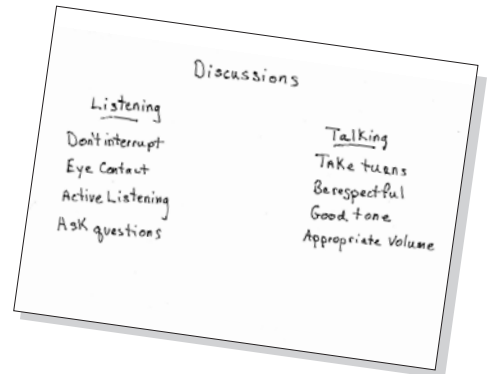 Discussions
Listening
Don't interrupt
Eye Contact
Active Listening
Ask questions
Talking
Take turns
Be respectful
Good tone
Appropriate Volume